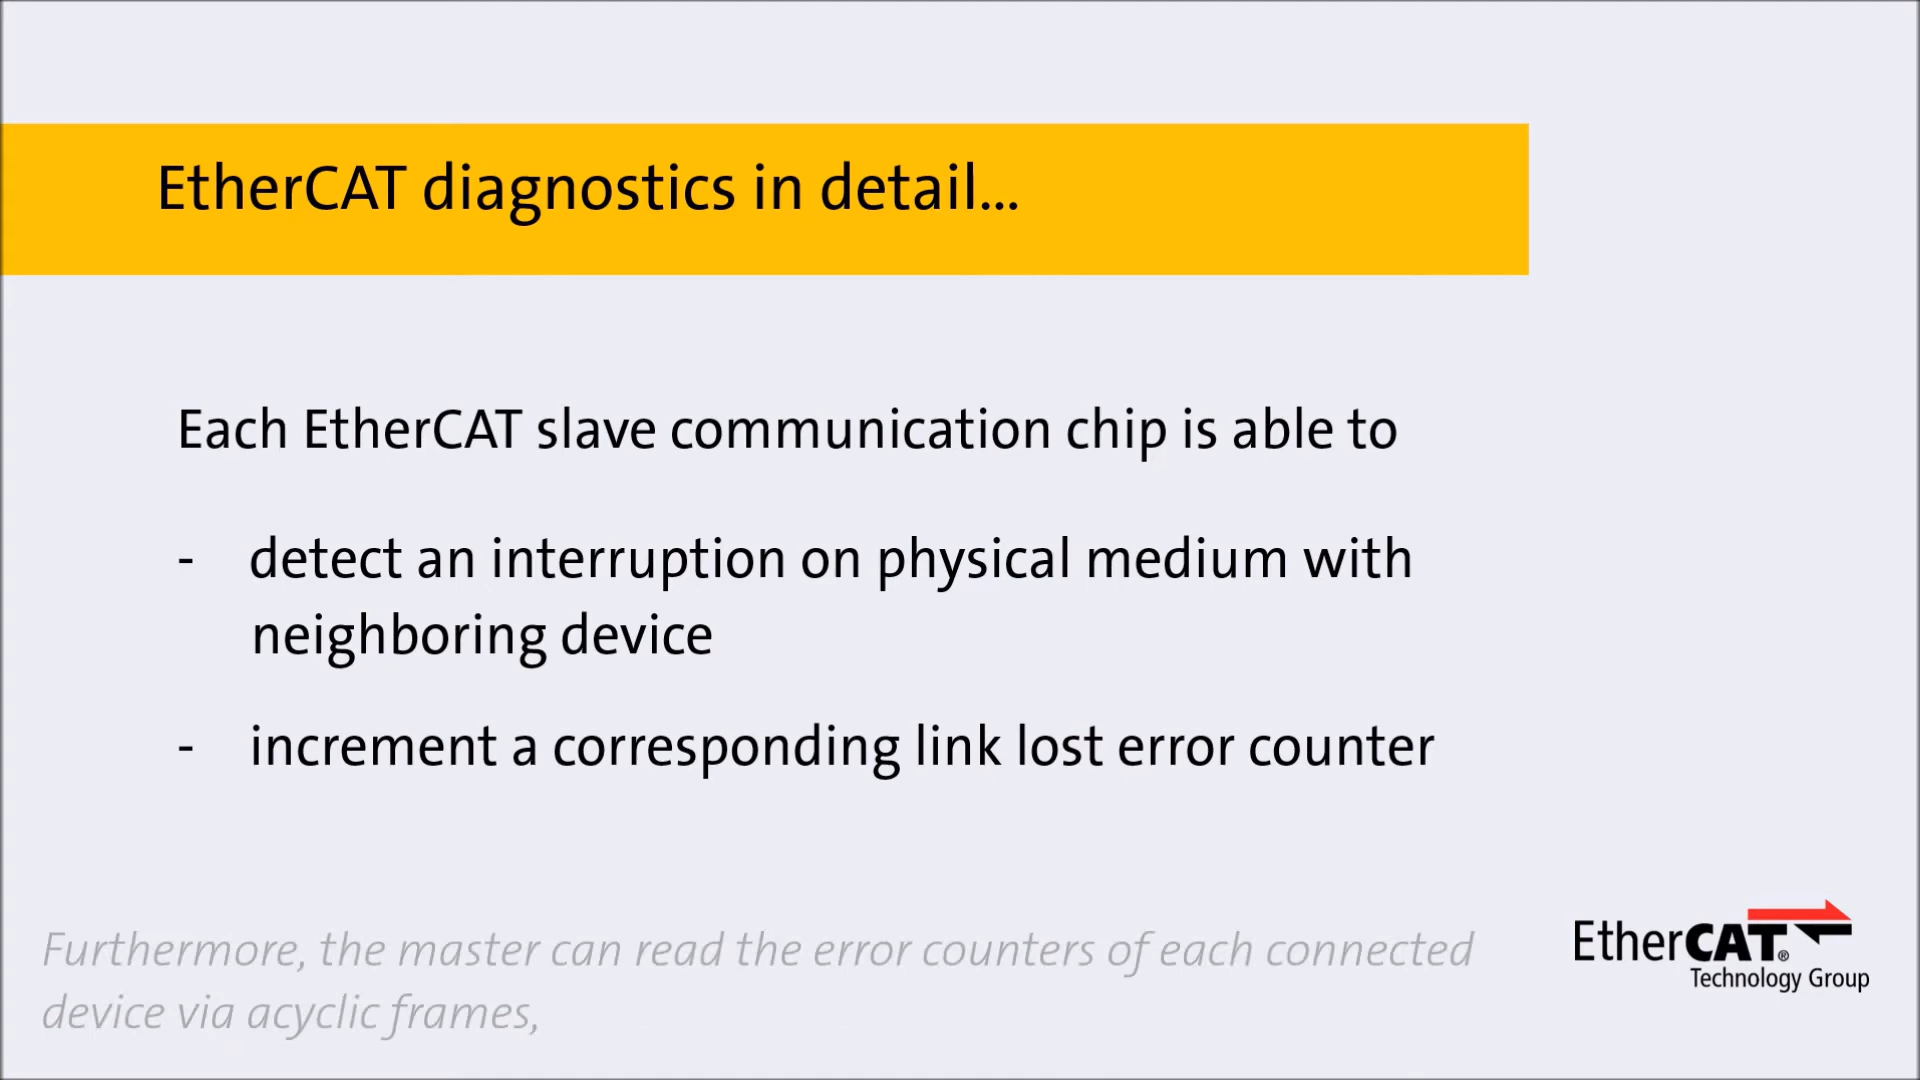 EtherCAT diagnostics in detail...
Each EtherCAT slave communication chip is able to
- detect an interruption on physical medium with
neighboring device
- increment a corresponding link lost error counter
Furthermore, the master can read the error counters of each connected
device via acyclic frames,
EtherCAT®
Technology Group